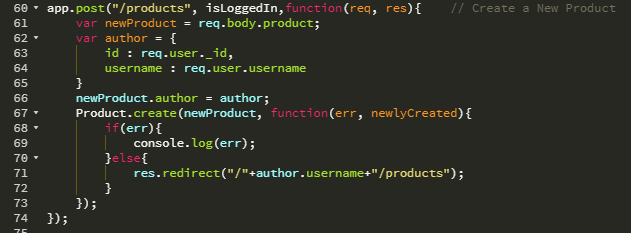 60 app.post("/products", isLoggedIn,function(req, res){    // Create a New Product
61     var newProduct = req.body.product;
62     var author = {
63         id : req.user._id,
64         username : req.user.username
65     }
66     newProduct.author = author;
67     Product.create(newProduct, function(err, newlyCreated){
68         if(err){
69             console.log(err);
70         }else{
71             res.redirect("/"+author.username+"/products");
72         }
73     });
74 });